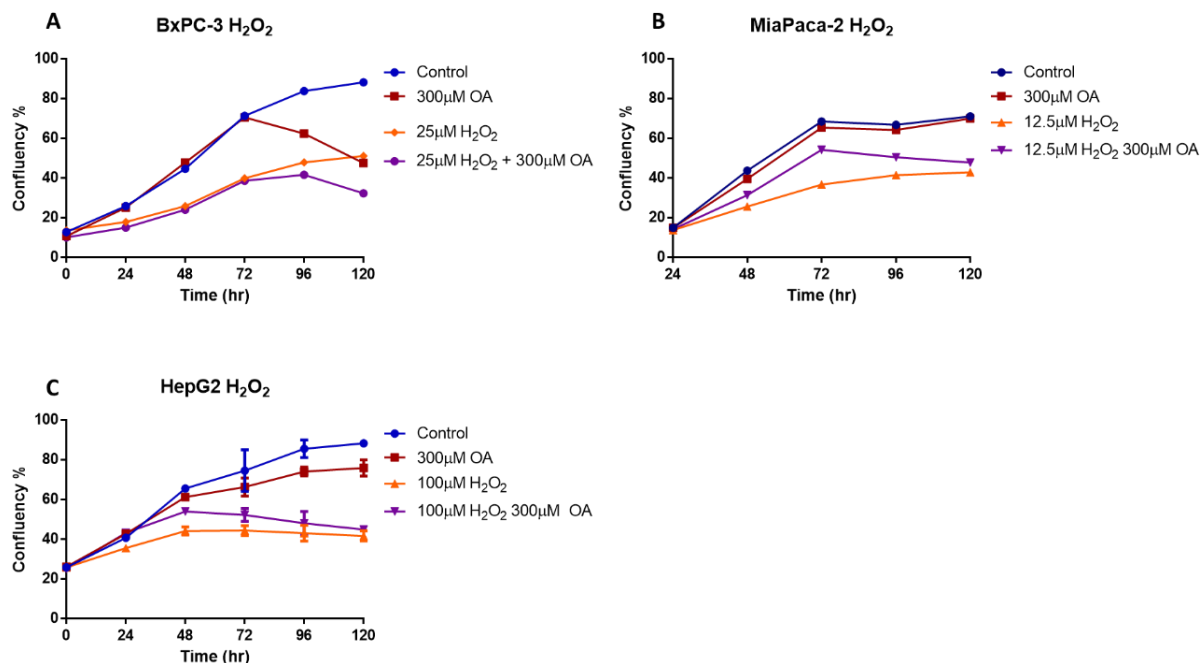 A
BxPC-3 H₂O₂
100
80
60
40
20
0
Confluency %
0 24 48 72 96 120
Time (hr)
Control
300µM OA
25µM H₂O₂
25µM H₂O₂ + 300µM OA
B
MiaPaca-2 H₂O₂
100
80
60
40
20
0
Confluency %
24 48 72 96 120
Time (hr)
Control
300µM OA
12.5µM H₂O₂
12.5µM H₂O₂ 300µM OA
C
HepG2 H₂O₂
100
80
60
40
20
0
Confluency %
0 24 48 72 96 120
Time (hr)
Control
300µM OA
100µM H₂O₂
100µM H₂O₂ 300µM OA